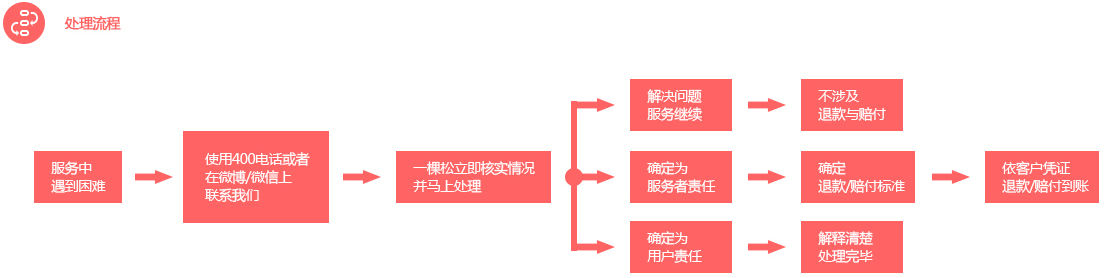 处理流程
服务中
遇到困难
使用400电话或者
在微博/微信上
联系我们
一棵松立即核实情况
并马上处理
解决问题
服务继续
不涉及
退款与赔付
确定为
服务者责任
确定
退款/赔付标准
依客户凭证
退款/赔付到账
确定为
用户责任
解释清楚
处理完毕